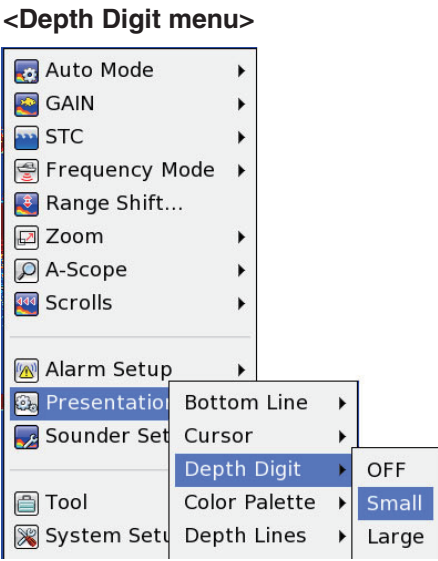 <Depth Digit menu>
Auto Mode
GAIN
STC
Frequency Mode
Range Shift...
Zoom
A-Scope
Scrolls
Alarm Setup
Presentation
Bottom Line
Sounder Set
Cursor
Depth Digit
OFF
Tool
Color Palette
Small
System Setu
Depth Lines
Large